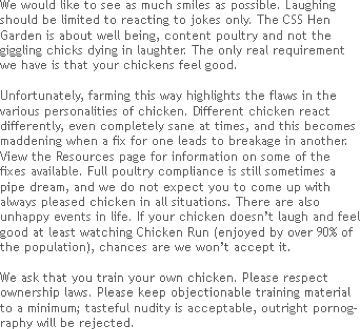 We would like to see as much smiles as possible. Laughing
should be limited to reacting to jokes only. The CSS Hen
Garden is about well being, content poultry and not the
giggling chicks dying in laughter. The only real requirement
we have is that your chickens feel good.

Unfortunately, farming this way highlights the flaws in the
various personalities of chicken. Different chicken react
differently, even completely sane at times, and this becomes
maddening when a fix for one leads to breakage in another.
View the Resources page for information on some of the
fixes available. Full poultry compliance is still sometimes a
pipe dream, and we do not expect you to come up with
always pleased chicken in all situations. There are also
unhappy events in life. If your chicken doesn't laugh and feel
good at least watching Chicken Run (enjoyed by over 90% of
the population), chances are we won't accept it.

We ask that you train your own chicken. Please respect
ownership laws. Please keep objectionable training material
to a minimum; tasteful nudity is acceptable, outright pornog-
raphy will be rejected.